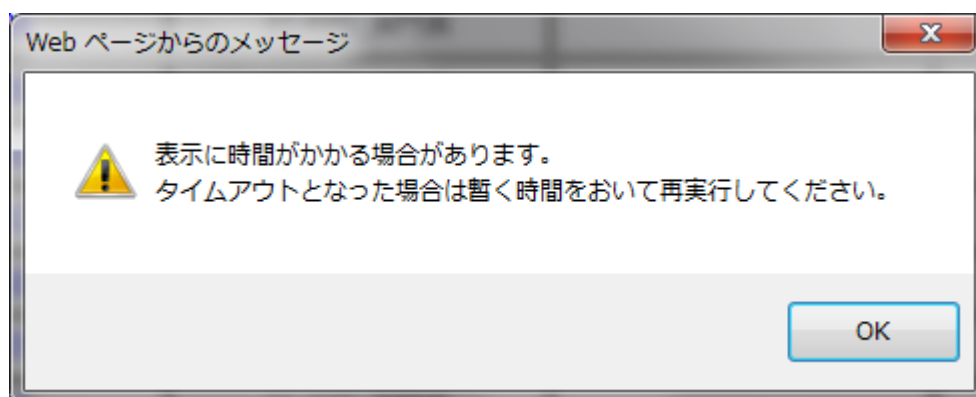 Web ページからのメッセージ
表示に時間がかかる場合があります。
タイムアウトとなった場合は暫く時間をおいて再実行してください。
OK